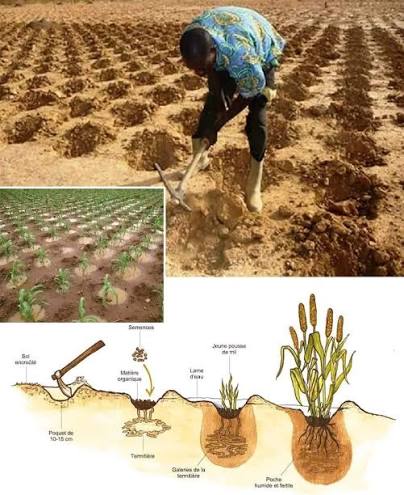 Semences
Sol
encroûté
Matière
organique
Jeune pousse
de mil
Lame
d'eau
Poquet de
10-15 cm
Termitière
Galeries de la
termitière
Poche
humide et fertile